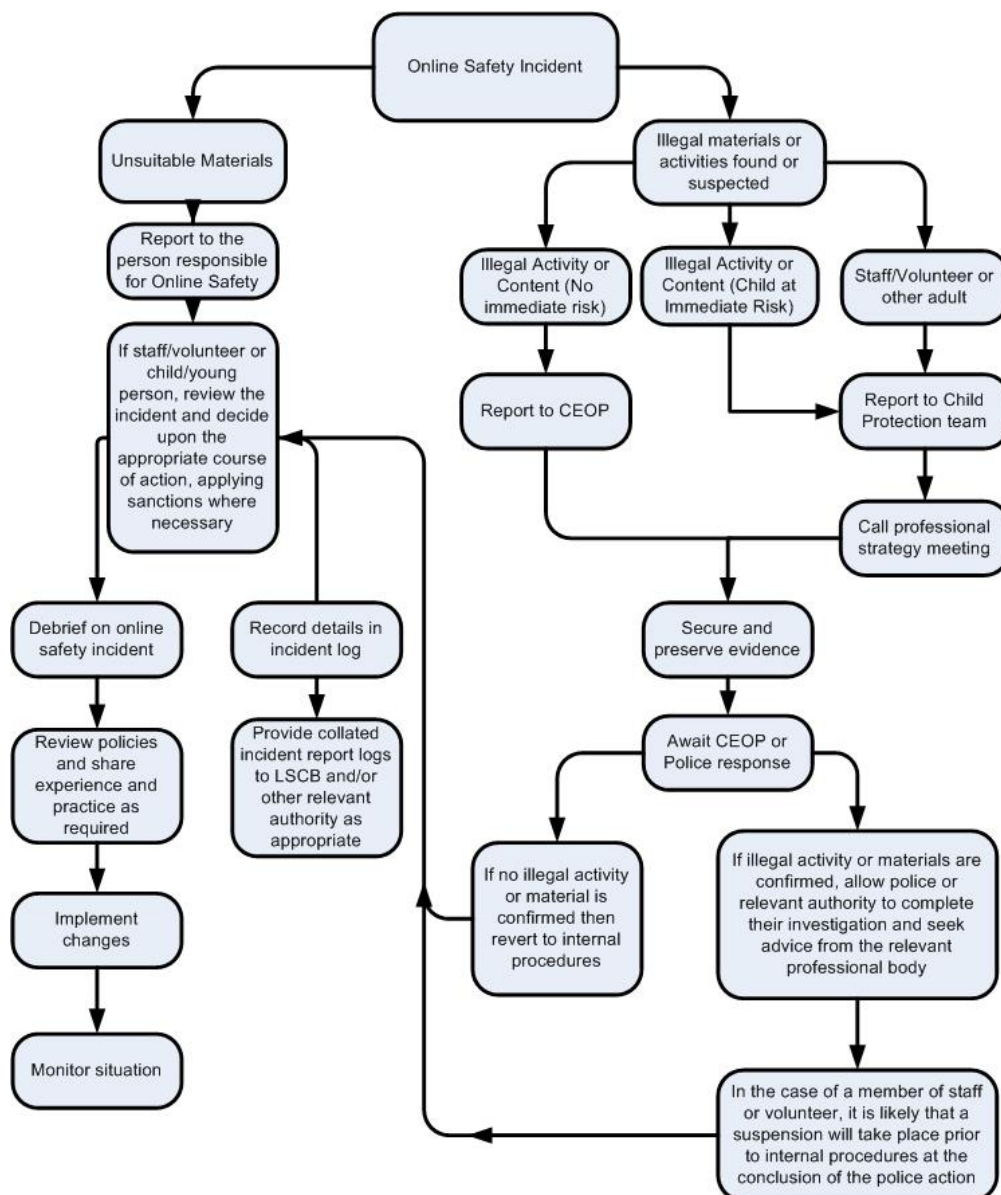 Online Safety Incident
Unsuitable Materials
Report to the
person responsible
for Online Safety
If staff/volunteer or
child/young
person, review the
incident and decide
upon the
appropriate course
of action, applying
sanctions where
necessary
Debrief on online
safety incident
Review policies
and share
experience and
practice as
required
Implement
changes
Monitor situation
Record details in
incident log
Provide collated
incident report logs
to LSCB and/or
other relevant
authority as
appropriate
Illegal materials or
activities found or
suspected
Illegal Activity or
Content (No
immediate risk)
Illegal Activity or
Content (Child at
Immediate Risk)
Staff/Volunteer or
other adult
Report to CEOP
Report to Child
Protection team
Call professional
strategy meeting
Secure and
preserve evidence
Await CEOP or
Police response
If no illegal activity
or material is
confirmed then
revert to internal
procedures
If illegal activity or materials are
confirmed, allow police or
relevant authority to complete
their investigation and seek
advice from the relevant
professional body
In the case of a member of staff
or volunteer, it is likely that a
suspension will take place prior
to internal procedures at the
conclusion of the police action